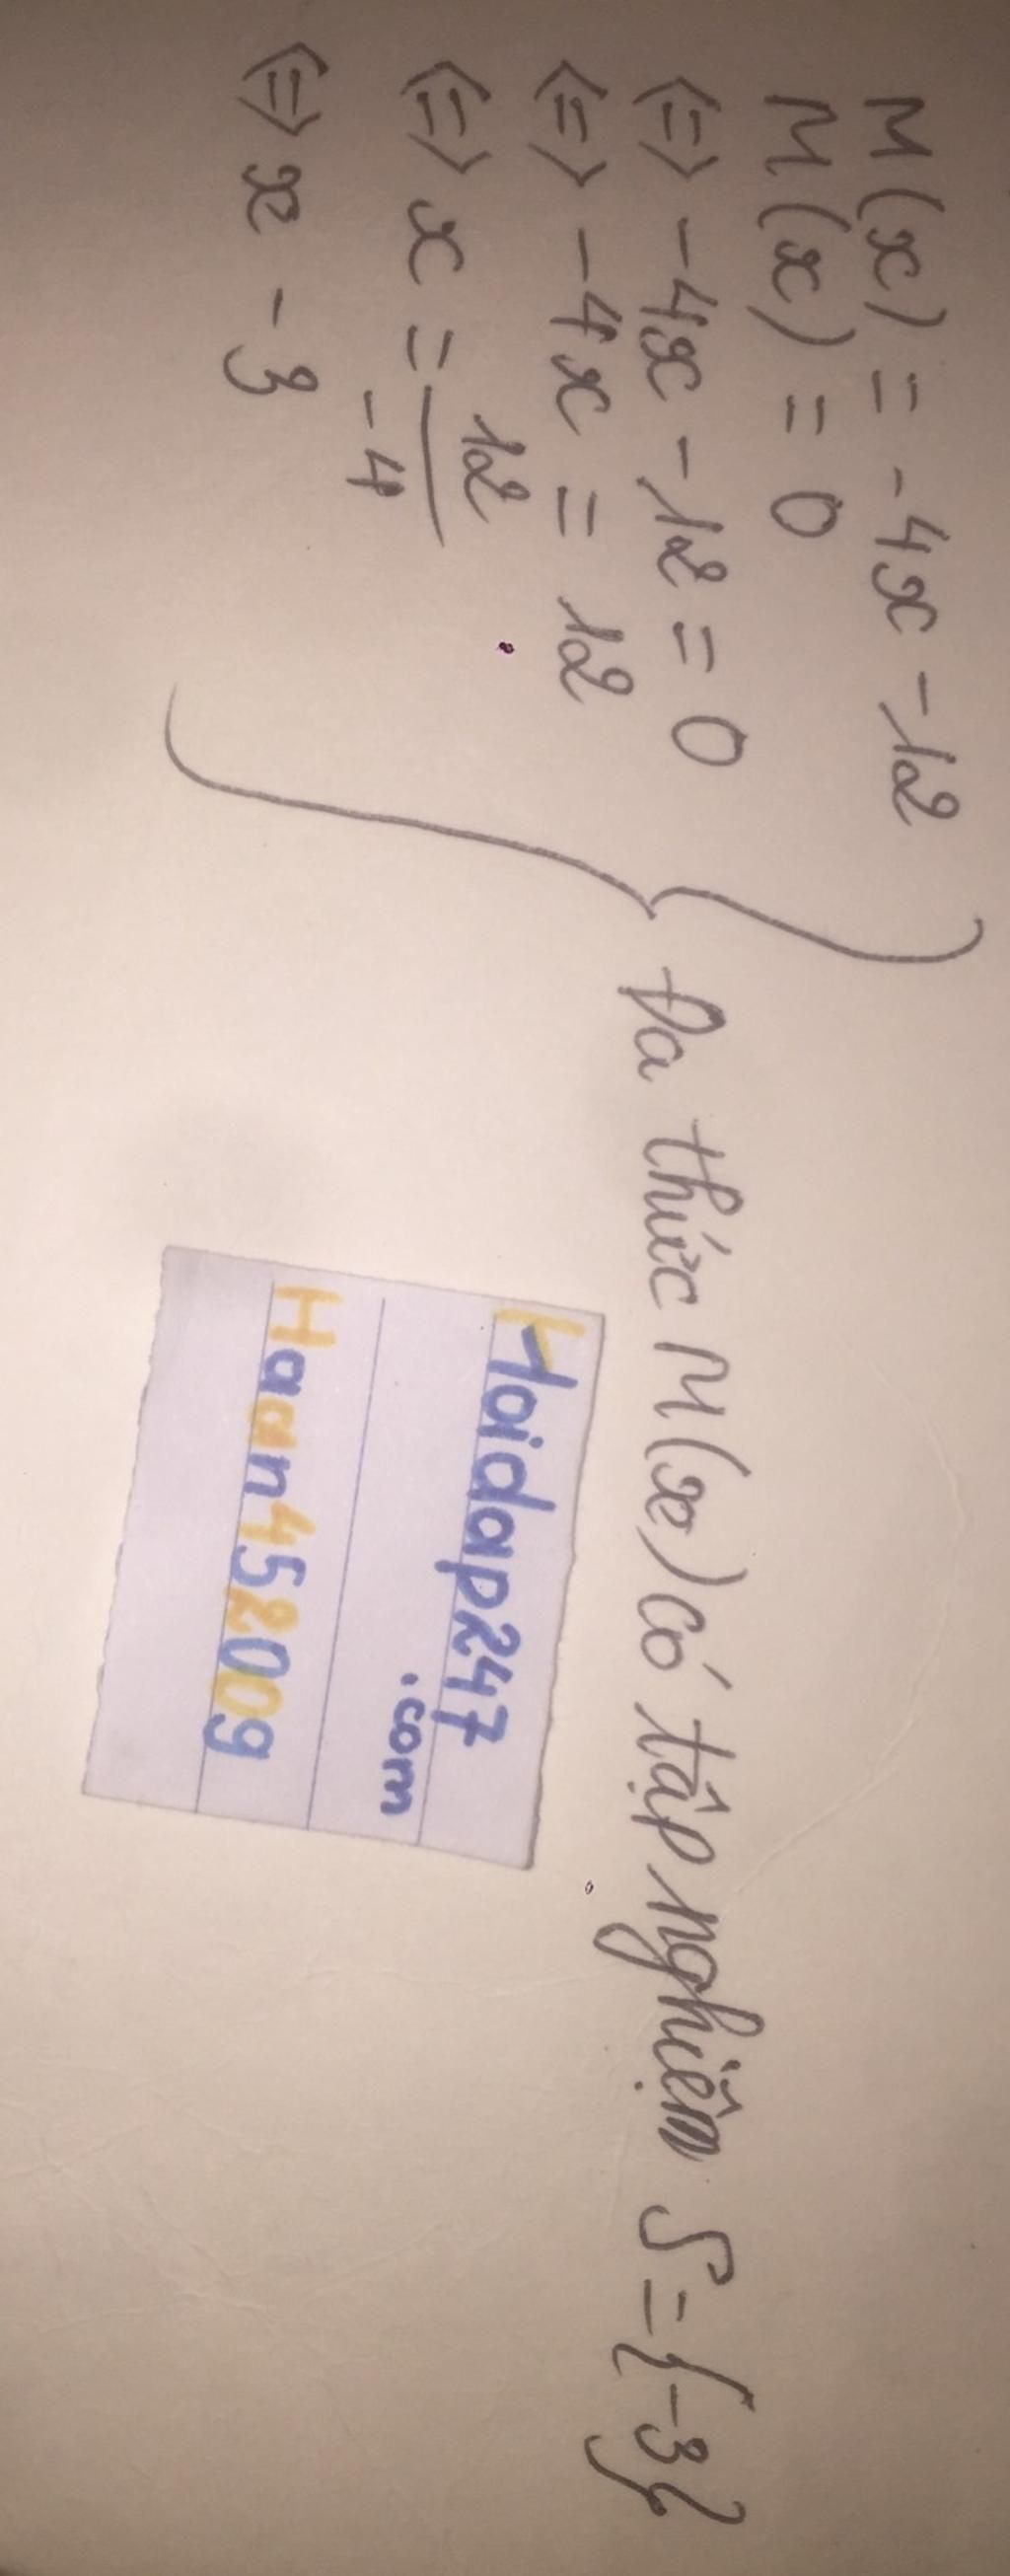 M(x) = -4x -12
M(x) = 0
<=> -4x -12 = 0
<=> -4x = 12
<=> x = 12/-4
<=> x - 3
Đa thức M(x) có tập nghiệm S = {-3}
Hoidap247
.com
Haan45200g